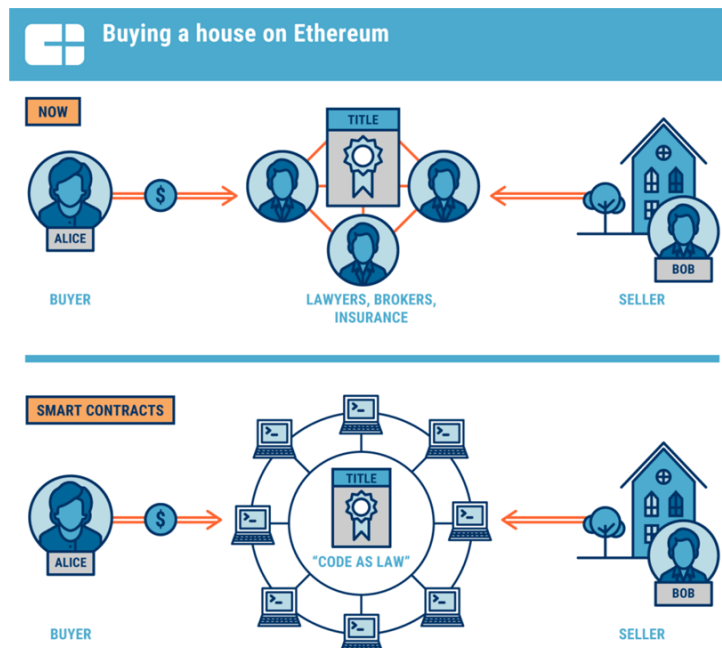 Buying a house on Ethereum
NOW
TITLE
$
ALICE
BOB
BUYER
LAWYERS, BROKERS,
INSURANCE
SELLER
SMART CONTRACTS
>_
>_
>_
TITLE
$
>_
>_
"CODE AS LAW"
ALICE
BOB
>_
>_
>_
BUYER
SELLER